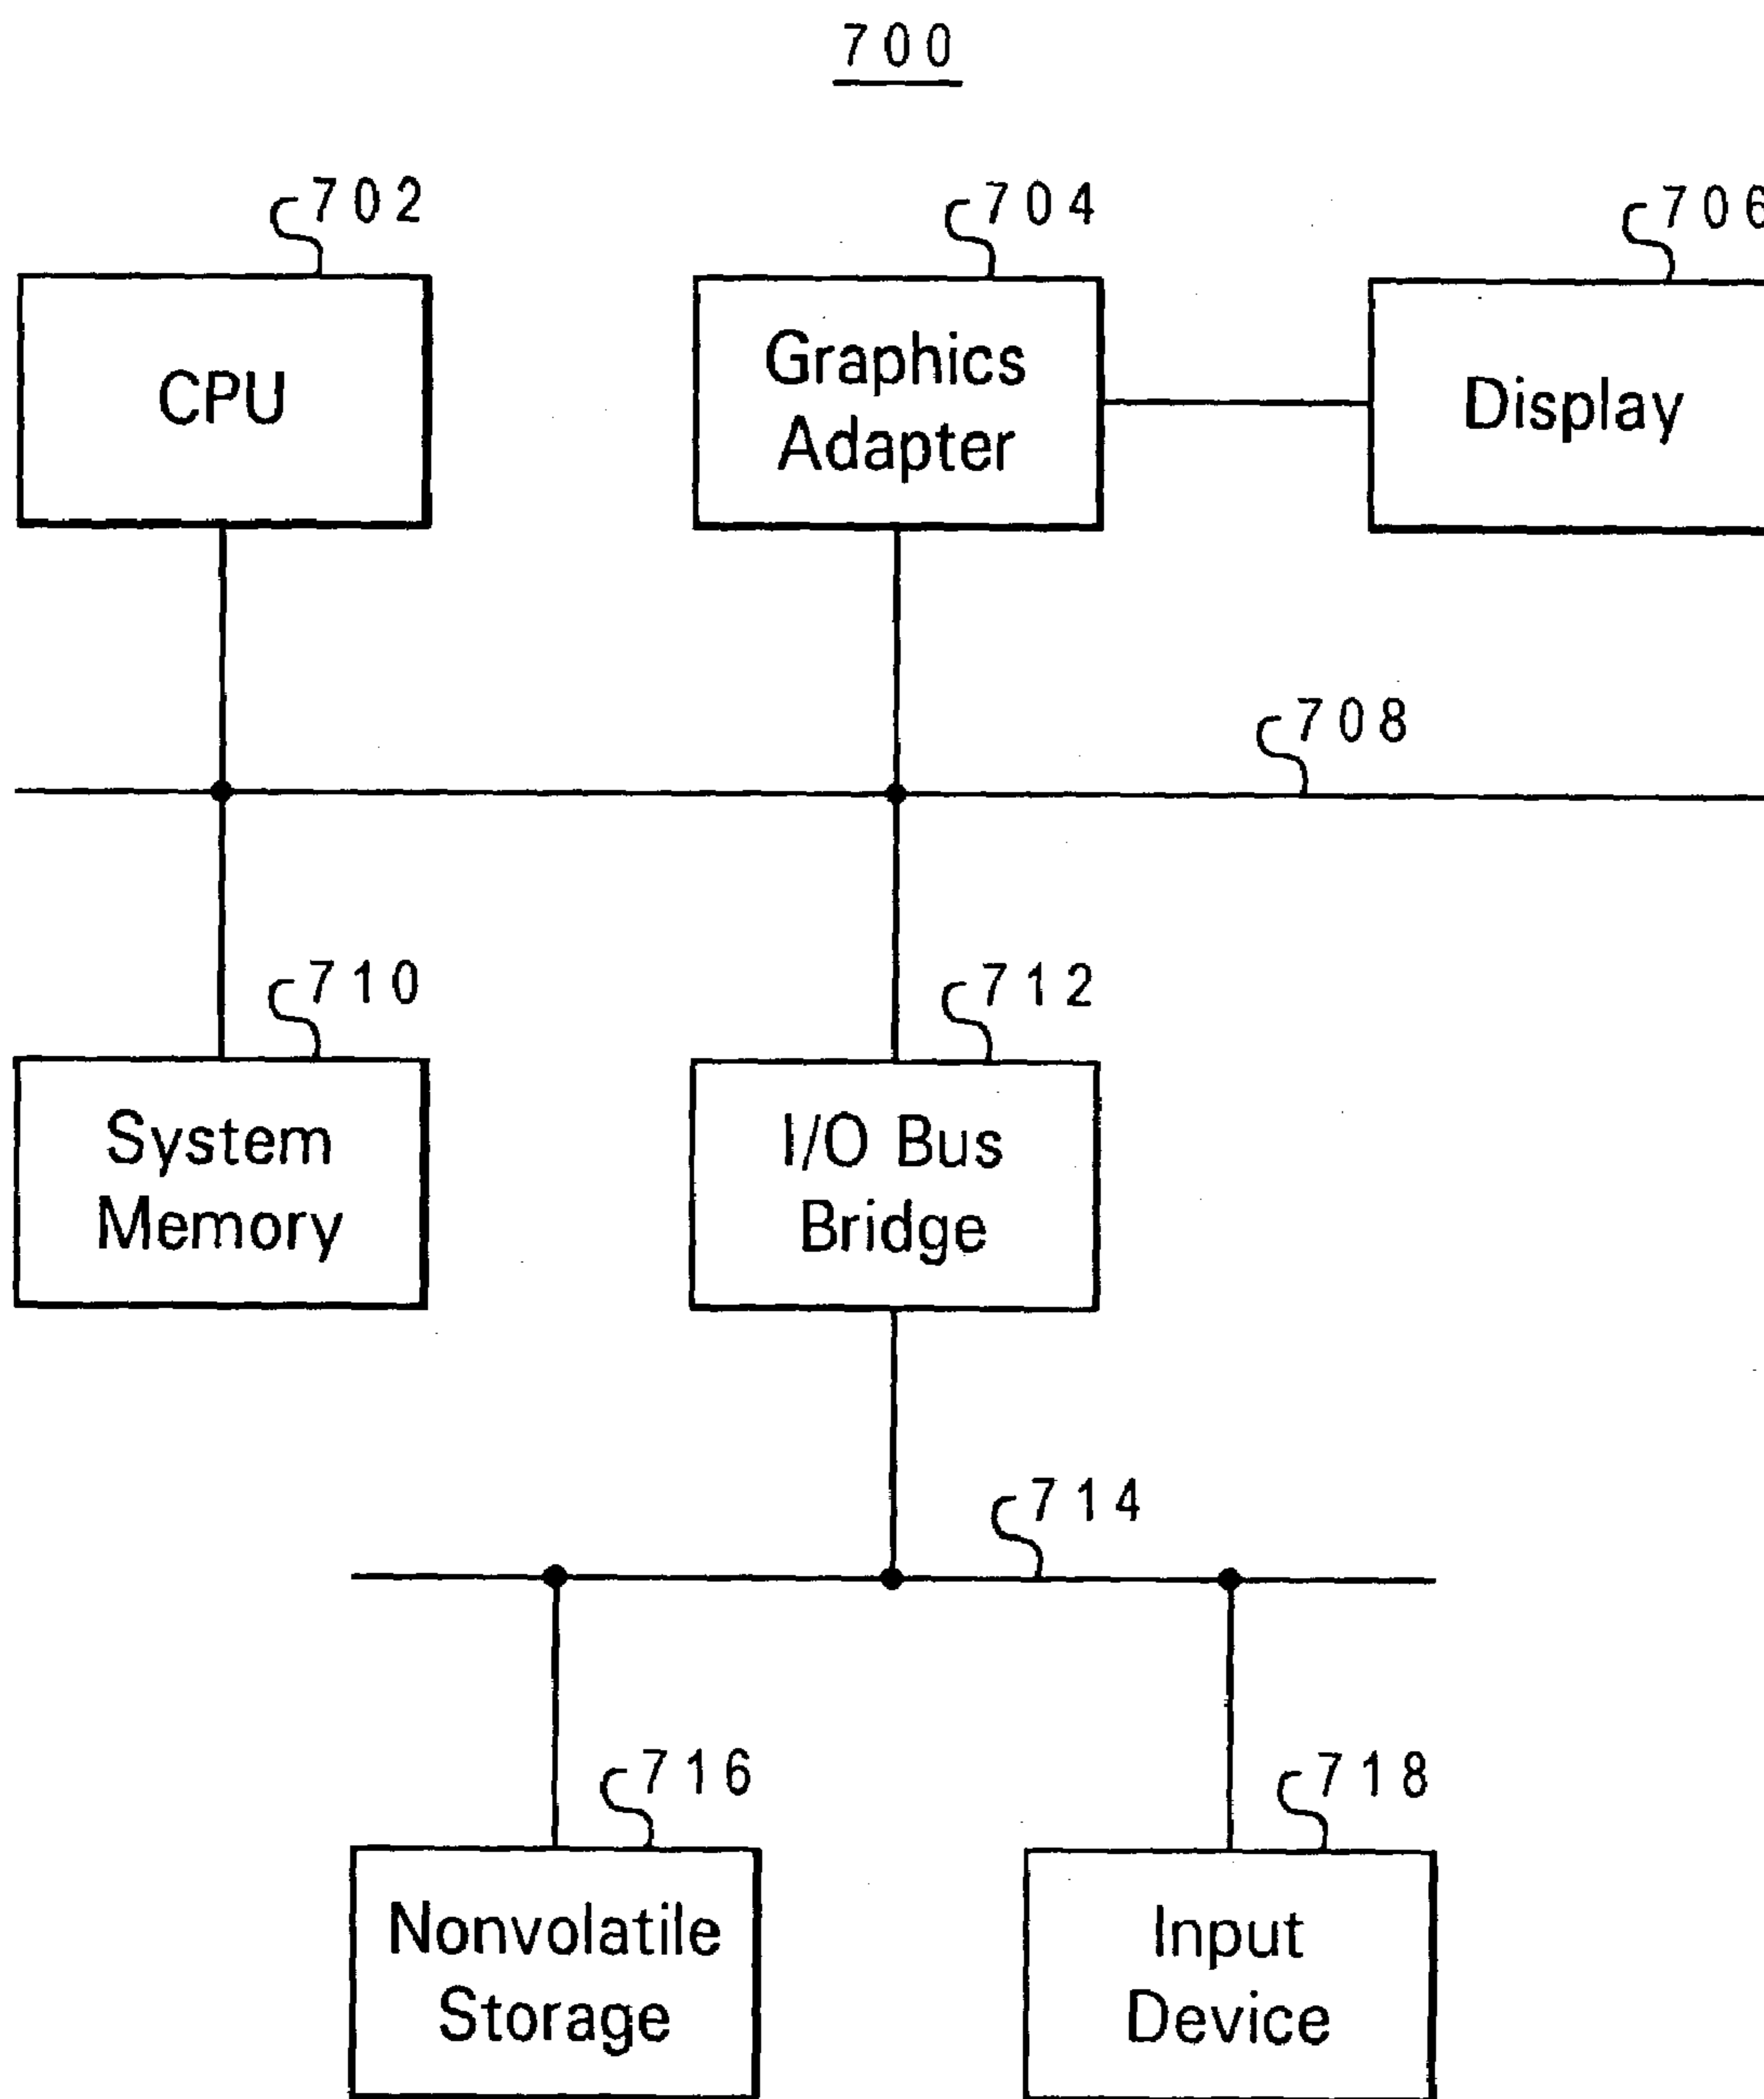 700
702
704
706
CPU
Graphics
Adapter
Display
708
710
712
System
Memory
I/O Bus
Bridge
714
716
718
Nonvolatile
Storage
Input
Device